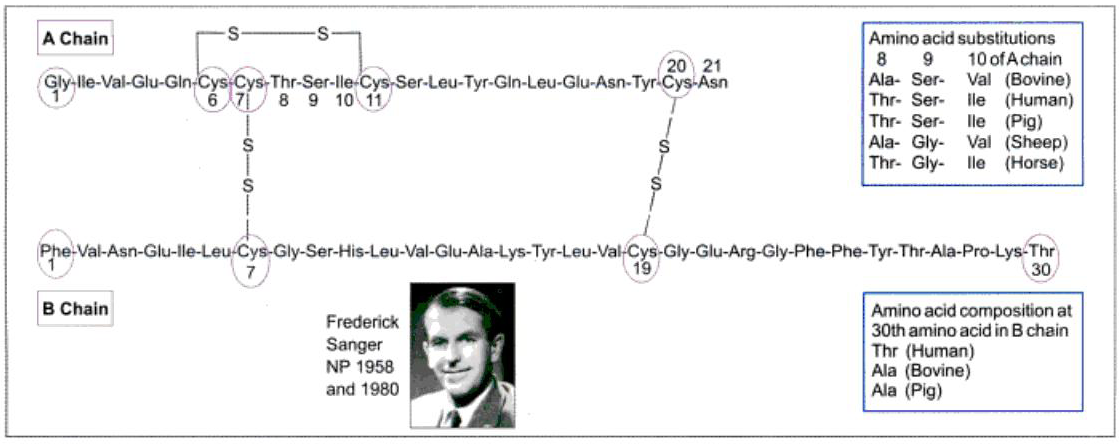 A Chain
S S
Gly-Ile-Val-Glu-Gln-Cys-Cys-Thr-Ser-Ile-Cys-Ser-Leu-Tyr-Gln-Leu-Glu-Asn-Tyr-Cys-Asn
1 6 7 8 9 10 11 20 21
S S
S S
Phe-Val-Asn-Glu-Ile-Leu-Cys-Gly-Ser-His-Leu-Val-Glu-Ala-Lys-Tyr-Leu-Val-Cys-Gly-Glu-Arg-Gly-Phe-Phe-Tyr-Thr-Ala-Pro-Lys-Thr
1 7 19 30
B Chain
Frederick
Sanger
NP 1958
and 1980
Amino acid substitutions
8 9 10 of A chain
Ala- Ser- Val (Bovine)
Thr- Ser- Ile (Human)
Thr- Ser- Ile (Pig)
Ala- Gly- Val (Sheep)
Thr- Gly- Ile (Horse)
Amino acid composition at
30th amino acid in B chain
Thr (Human)
Ala (Bovine)
Ala (Pig)